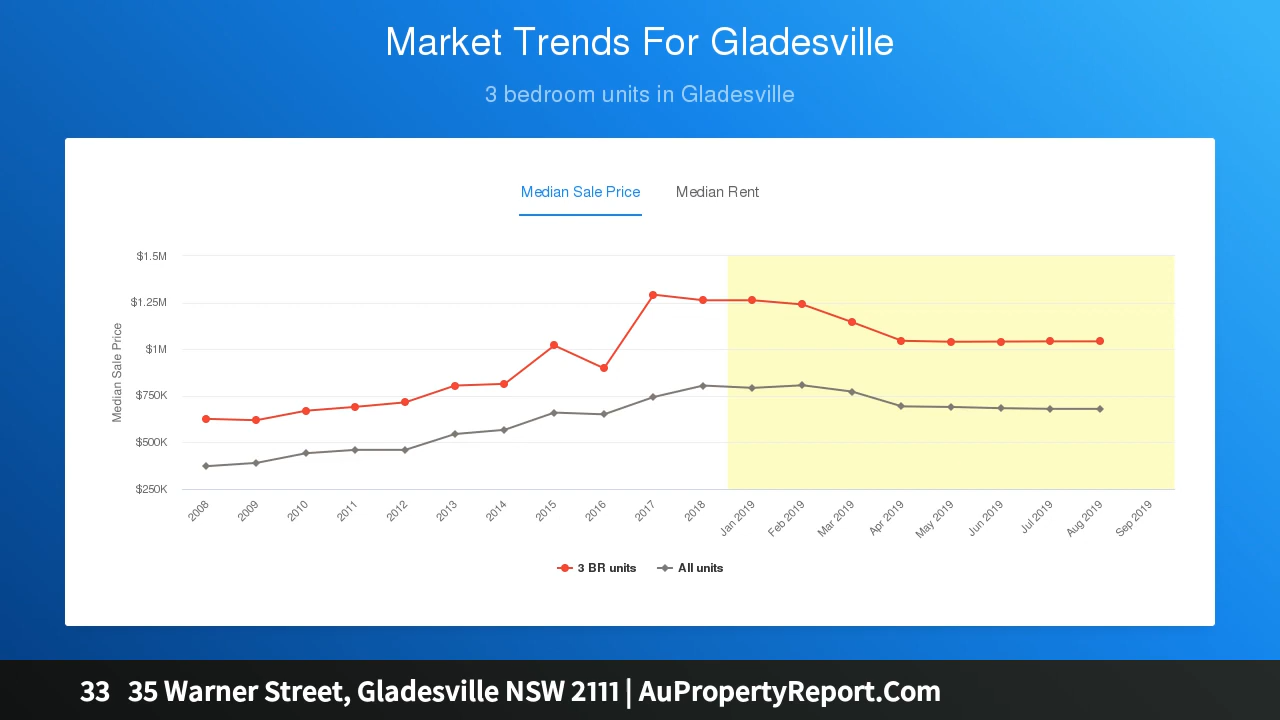 Market Trends For Gladesville
3 bedroom units in Gladesville
Median Sale Price
Median Rent
$1.5M
$1.25M
$1M
$750K
$500K
$250K
Median Sale Price
2008
2009
2010
2011
2012
2013
2014
2015
2016
2017
2018
Jan 2019
Feb 2019
Mar 2019
Apr 2019
May 2019
Jun 2019
Jul 2019
Aug 2019
Sep 2019
3 BR units
All units
33 35 Warner Street, Gladesville NSW 2111 | AuPropertyReport.Com